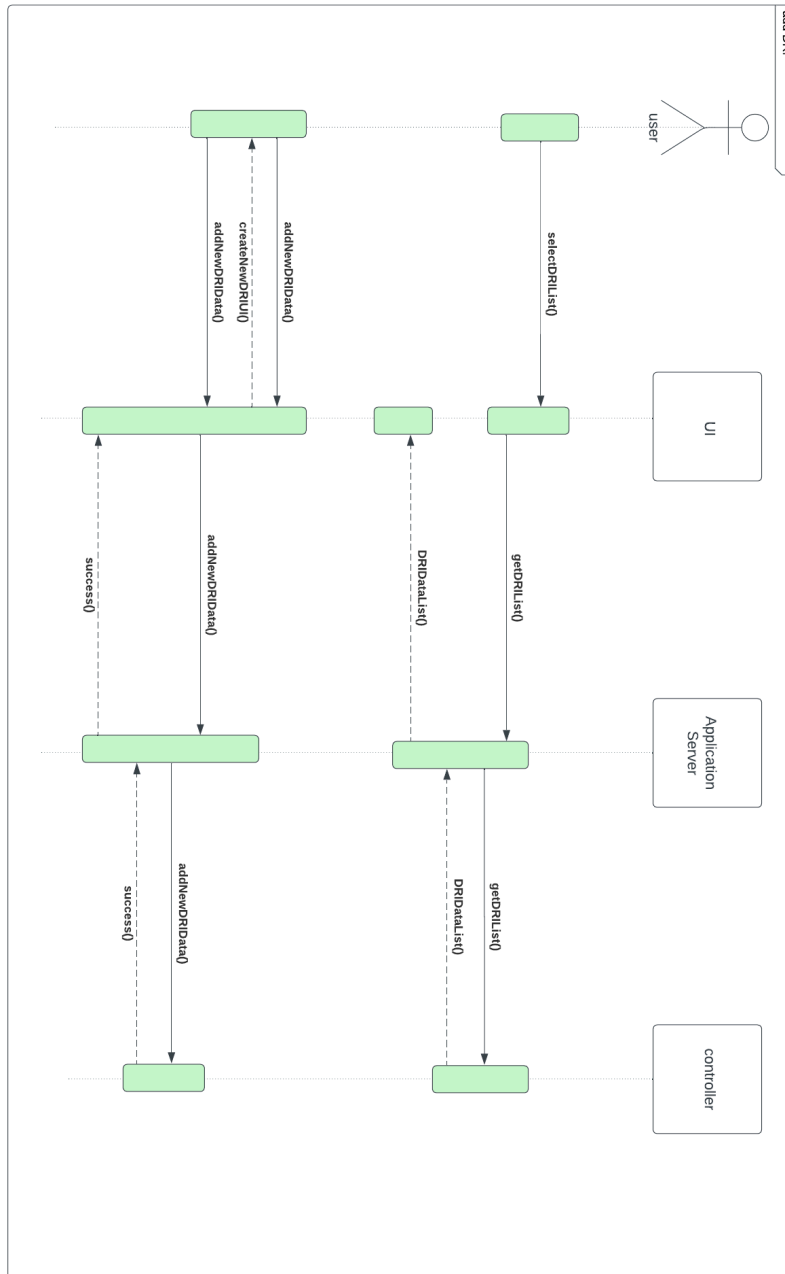 user
UI
Application
Server
controller
selectDRIList()
getDRIList()
getDRIList()
DRIDataList()
DRIDataList()
addNewDRIData()
createNewDRIUI()
addNewDRIData()
addNewDRIData()
addNewDRIData()
success()
success()